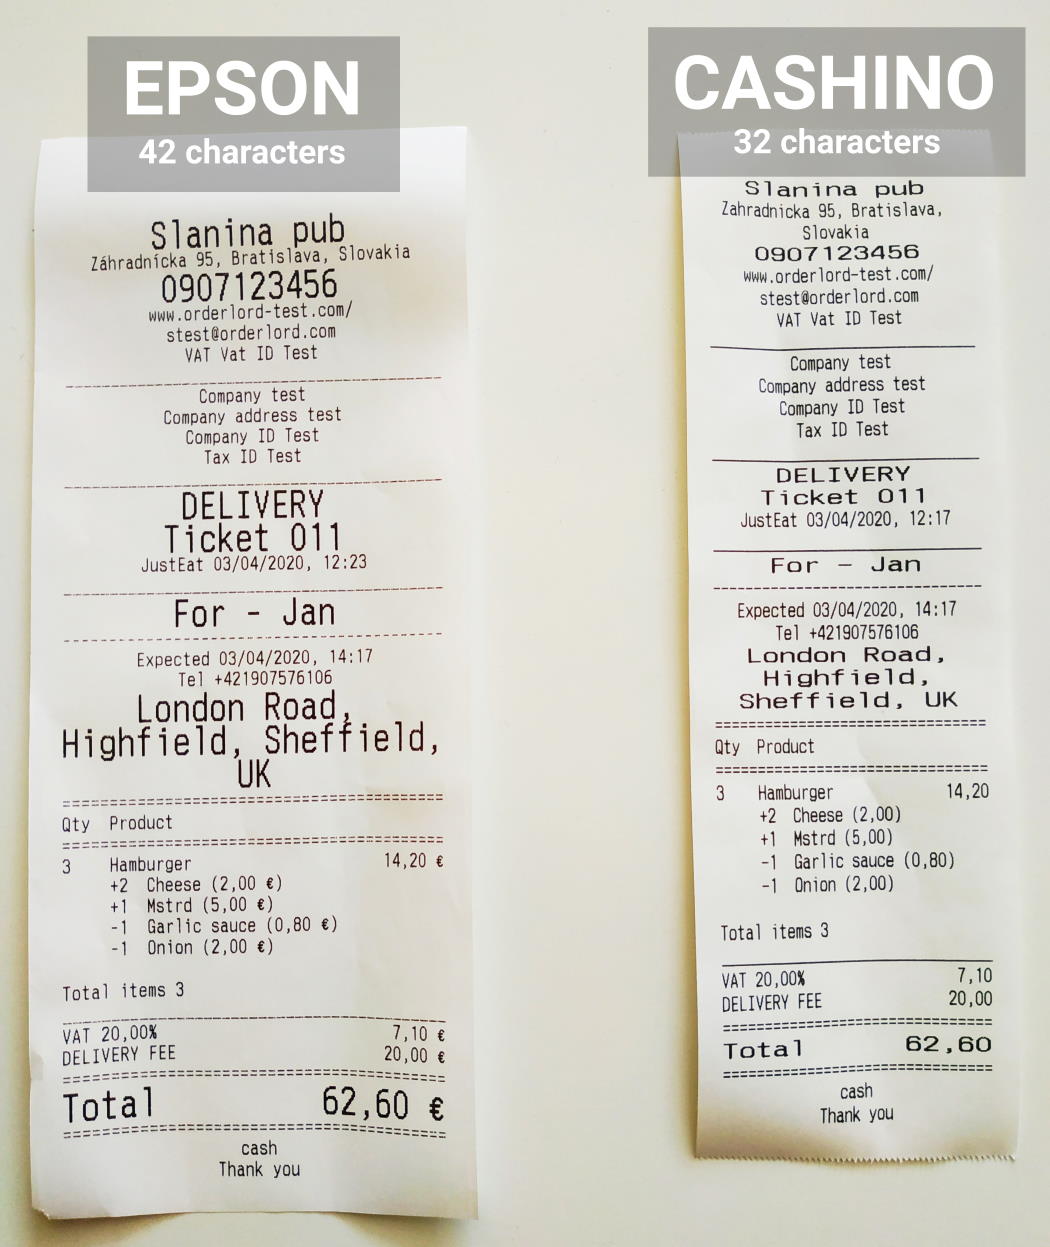 EPSON
42 characters
Slanina pub
Záhradnícka 95, Bratislava, Slovakia
0907123456
www.orderlord-test.com/
stest@orderlord.com
VAT Vat ID Test
Company test
Company address test
Company ID Test
Tax ID Test
DELIVERY
Ticket 011
JustEat 03/04/2020, 12:23
For - Jan
Expected 03/04/2020, 14:17
Tel +421907576106
London Road,
Highfield, Sheffield,
UK
Qty Product
3 Hamburger 14,20 €
+2 Cheese (2,00 €)
+1 Mstrd (5,00 €)
-1 Garlic sauce (0,80 €)
-1 Onion (2,00 €)
Total items 3
VAT 20,00% 7,10 €
DELIVERY FEE 20,00 €
Total 62,60 €
cash
Thank you
CASHINO
32 characters
Slanina pub
Zahradnicka 95, Bratislava,
Slovakia
0907123456
www.orderlord-test.com/
stest@orderlord.com
VAT Vat ID Test
Company test
Company address test
Company ID Test
Tax ID Test
DELIVERY
Ticket 011
JustEat 03/04/2020, 12:17
For - Jan
Expected 03/04/2020, 14:17
Tel +421907576106
London Road,
Highfield,
Sheffield, UK
Qty Product
3 Hamburger 14,20
+2 Cheese (2,00)
+1 Mstrd (5,00)
-1 Garlic sauce (0,80)
-1 Onion (2,00)
Total items 3
VAT 20,00% 7,10
DELIVERY FEE 20,00
Total 62,60
cash
Thank you